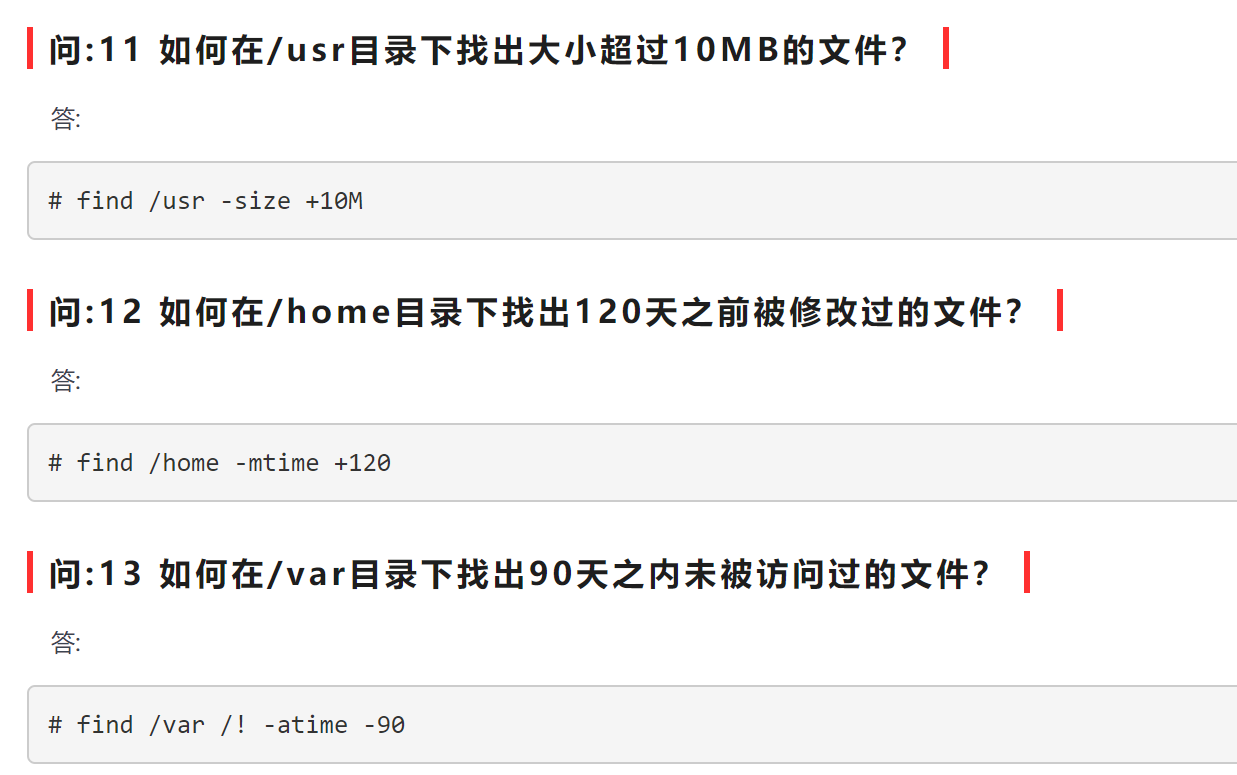 问:11 如何在/usr目录下找出大小超过10MB的文件?
答:
# find /usr -size +10M
问:12 如何在/home目录下找出120天之前被修改过的文件?
答:
# find /home -mtime +120
问:13 如何在/var目录下找出90天之内未被访问过的文件?
答:
# find /var /! -atime -90